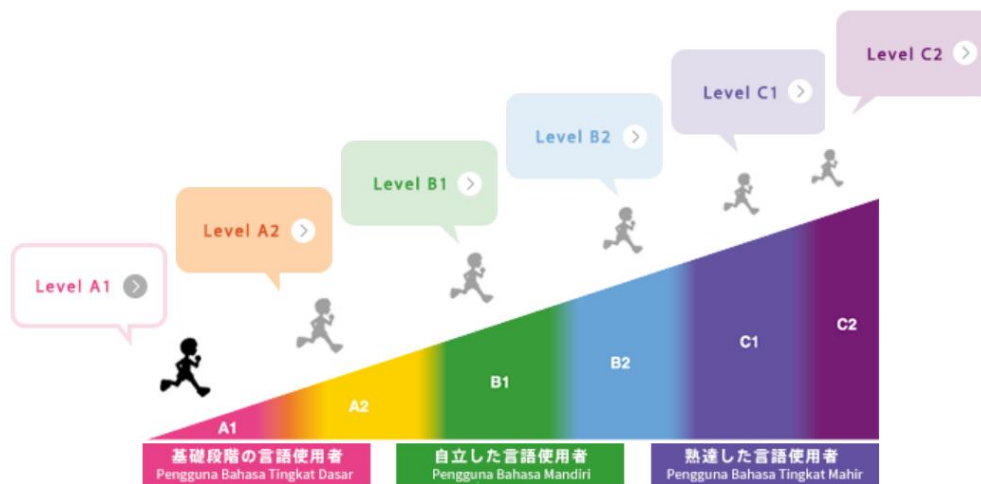 Level C2
Level C1
Level B2
Level B1
Level A2
Level A1
A1
A2
B1
B2
C1
C2
基礎段階の言語使用者
Pengguna Bahasa Tingkat Dasar
自立した言語使用者
Pengguna Bahasa Mandiri
熟達した言語使用者
Pengguna Bahasa Tingkat Mahir